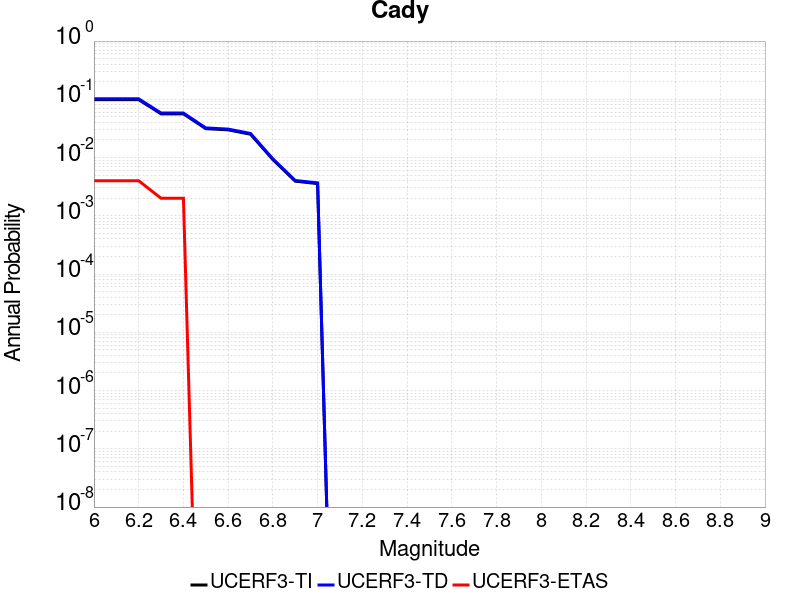 Cady
10^0
10^-1
10^-2
10^-3
10^-4
10^-5
10^-6
10^-7
10^-8
Annual Probability
6 6.2 6.4 6.6 6.8 7 7.2 7.4 7.6 7.8 8 8.2 8.4 8.6 8.8 9
Magnitude
UCERF3-TI UCERF3-TD UCERF3-ETAS